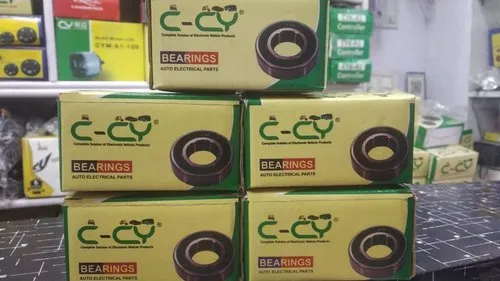 CYM-61-120
C-CY®
Complete Solution of Electronic Vehicle Products
BEARINGS
AUTO ELECTRICAL PARTS
Controller
Controller
C-CY®
Complete Solution of Electronic Vehicle Products
BEARINGS
AUTO ELECTRICAL PARTS
C-CY®
Complete Solution of Electronic Vehicle Products
BEARINGS
AUTO ELECTRICAL PARTS
C-CY®
Complete Solution of Electronic Vehicle Products
BEARINGS
AUTO ELECTRICAL PARTS
C-CY®
Complete Solution of Electronic Vehicle Products
BEARINGS
AUTO ELECTRICAL PARTS